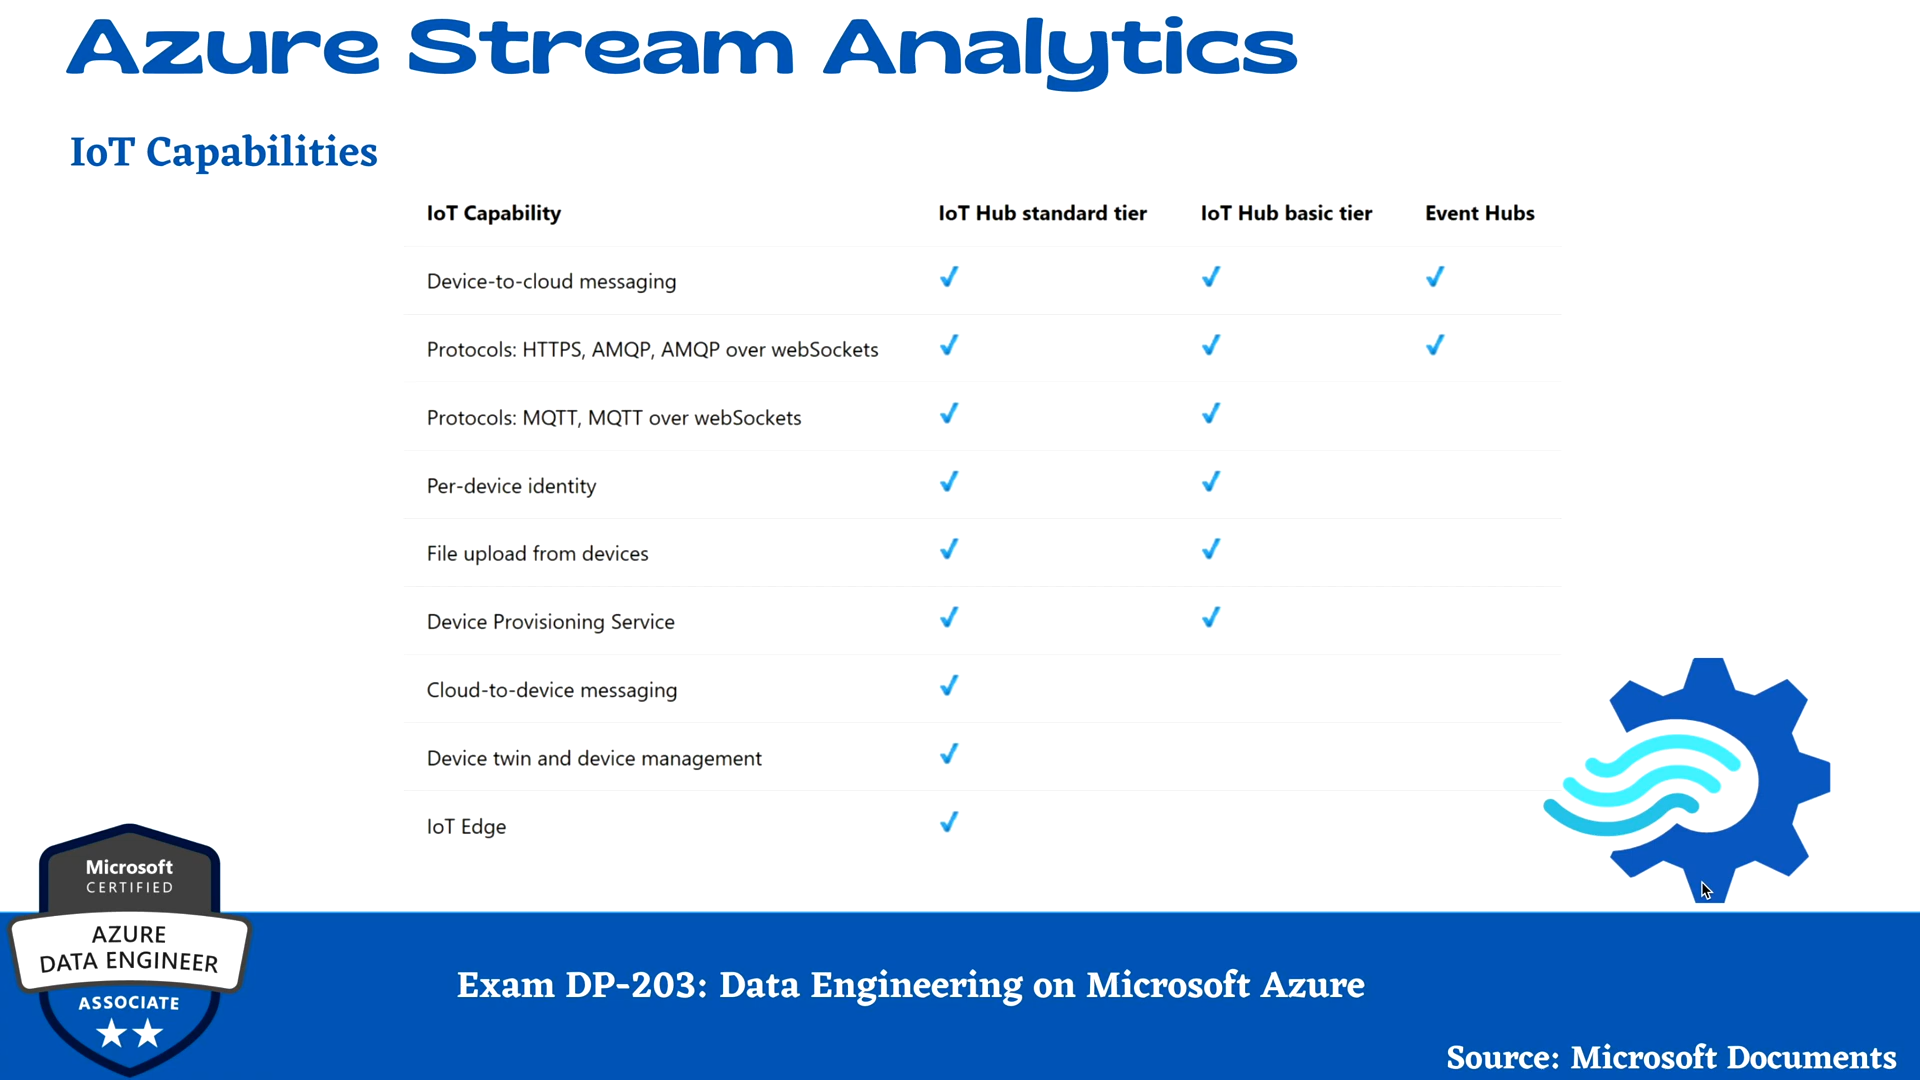 Azure Stream Analytics
IoT Capabilities
IoT Capability IoT Hub standard tier IoT Hub basic tier Event Hubs
Device-to-cloud messaging ✓ ✓ ✓
Protocols: HTTPS, AMQP, AMQP over webSockets ✓ ✓ ✓
Protocols: MQTT, MQTT over webSockets ✓ ✓
Per-device identity ✓ ✓
File upload from devices ✓ ✓
Device Provisioning Service ✓ ✓
Cloud-to-device messaging ✓
Device twin and device management ✓
IoT Edge ✓
Microsoft
CERTIFIED
AZURE
DATA ENGINEER
ASSOCIATE
Exam DP-203: Data Engineering on Microsoft Azure
Source: Microsoft Documents